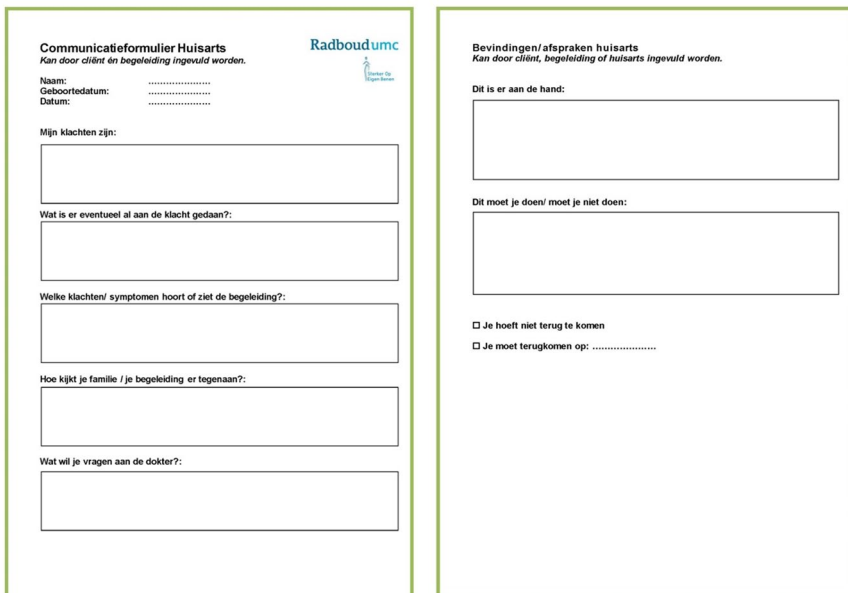 Communicatieformulier Huisarts
Kan door cliënt én begeleiding ingevuld worden.
Radboudumc
Sterker Op
Eigen Benen
Naam: .....................
Geboortedatum: .....................
Datum: .....................
Mijn klachten zijn:
Wat is er eventueel al aan de klacht gedaan?:
Welke klachten/ symptomen hoort of ziet de begeleiding?:
Hoe kijkt je familie / je begeleiding er tegenaan?:
Wat wil je vragen aan de dokter?:
Bevindingen/ afspraken huisarts
Kan door cliënt, begeleiding of huisarts ingevuld worden.
Dit is er aan de hand:
Dit moet je doen/ moet je niet doen:
☐ Je hoeft niet terug te komen
☐ Je moet terugkomen op: .....................